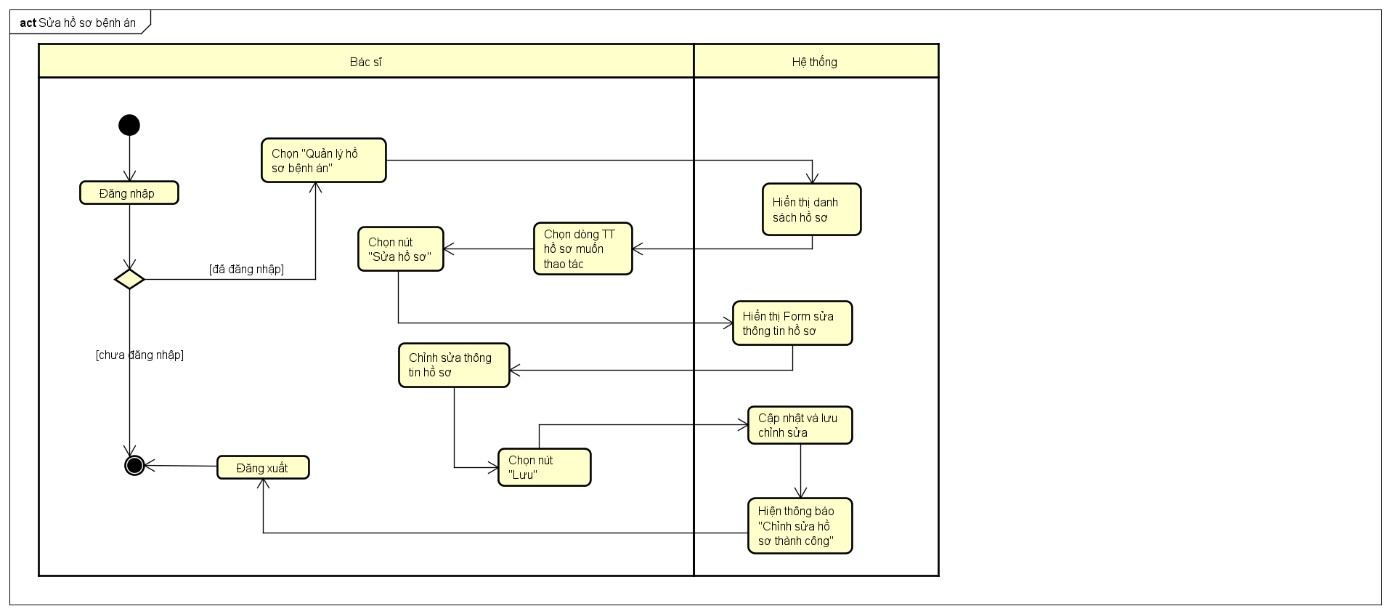 act Sửa hồ sơ bệnh án
Bác sĩ
Hệ thống
Đăng nhập
Chọn "Quản lý hồ
sơ bệnh án"
Hiển thị danh
sách hồ sơ
Chọn dòng TT
hồ sơ muốn
thao tác
Chọn nút
"Sửa hồ sơ"
[đã đăng nhập]
Hiển thị Form sửa
thông tin hồ sơ
[chưa đăng nhập]
Chỉnh sửa thông
tin hồ sơ
Cập nhật và lưu
chỉnh sửa
Chọn nút
"Lưu"
Đăng xuất
Hiện thông báo
"Chỉnh sửa hồ
sơ thành công"